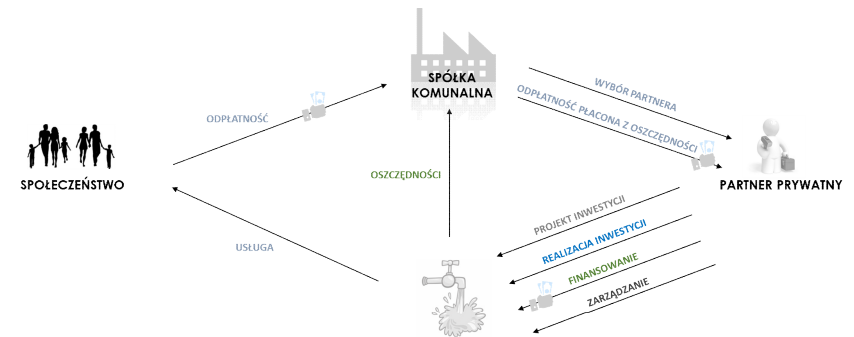 SPÓŁKA
KOMUNALNA
WYBÓR PARTNERA
ODPŁATNOŚĆ PŁACONA Z OSZCZĘDNOŚCI
ODPŁATNOŚĆ
OSZCZĘDNOŚCI
SPOŁECZEŃSTWO
PARTNER PRYWATNY
PROJEKT INWESTYCJI
REALIZACJA INWESTYCJI
USŁUGA
FINANSOWANIE
ZARZĄDZANIE